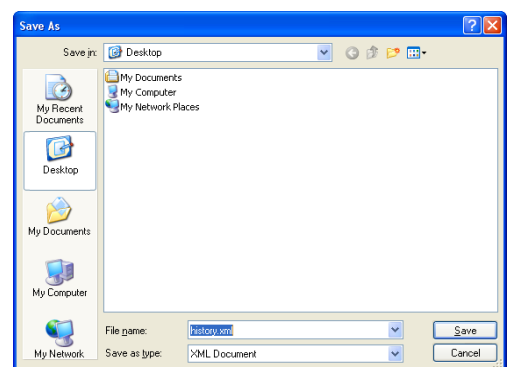 Save As
Save in: Desktop
My Documents
My Computer
My Network Places
My Recent
Documents
Desktop
My Documents
My Computer
My Network
File name: history.xml Save
Save as type: XML Document Cancel